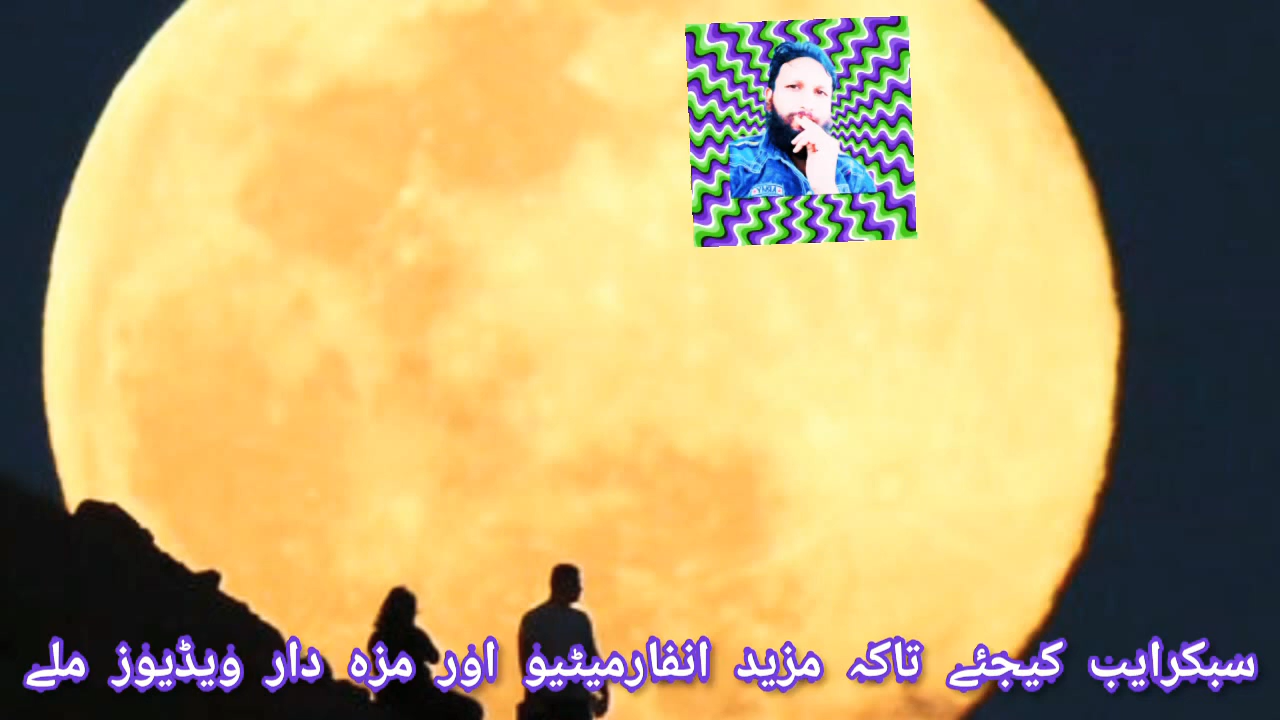 سبکرایب کیجئے تاکہ مزید انفارمیٹیو اور مزہ دار ویڈیوز ملے